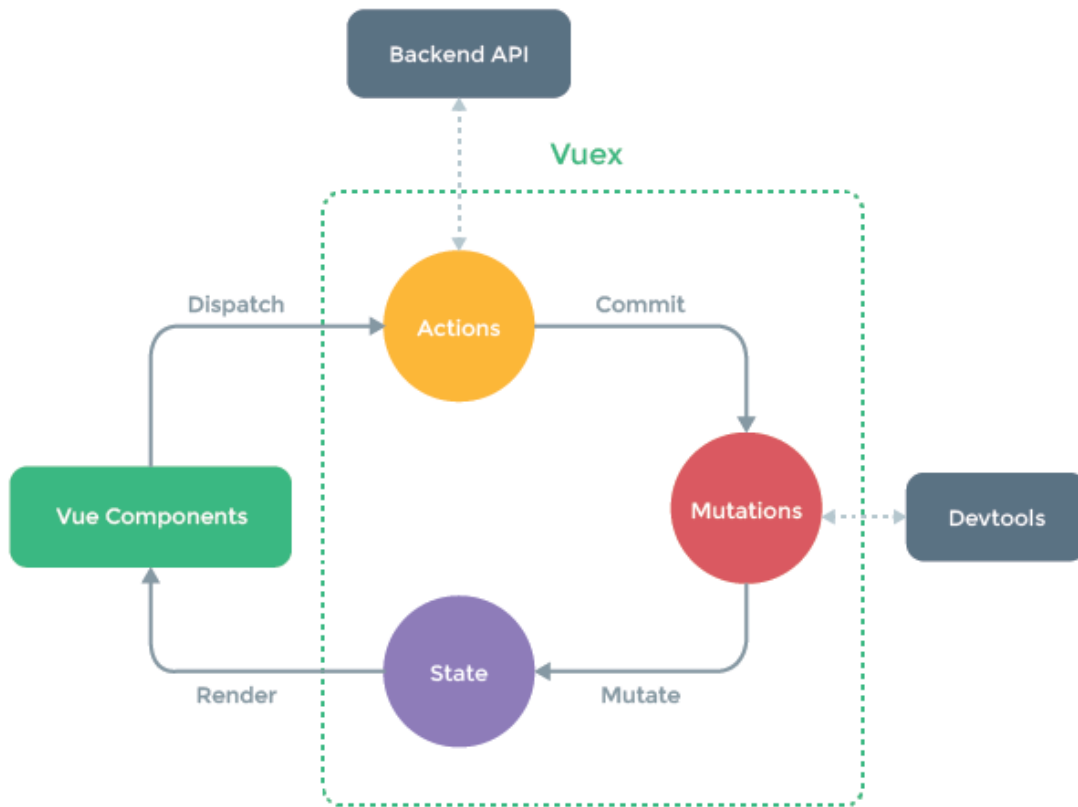 Backend API
Vuex
Dispatch
Commit
Actions
Vue Components
Mutations
Devtools
State
Render
Mutate